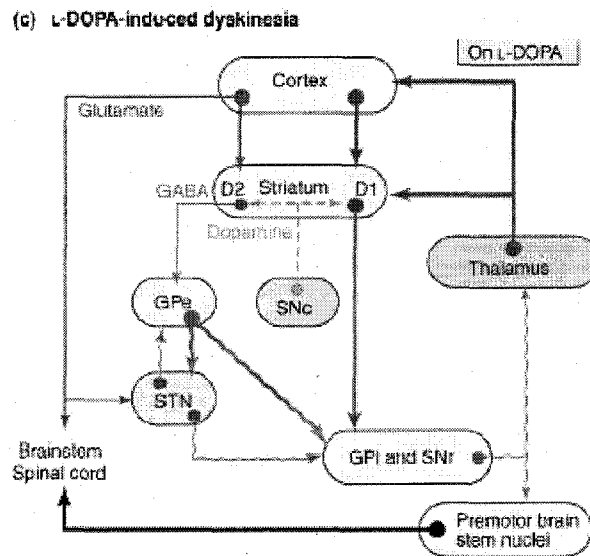 (c) L-DOPA-induced dyskinesia
On L-DOPA
Cortex
Glutamate
GABA
D2
Striatum
D1
Dopamine
Thalamus
GPe
SNc
STN
Brainstem
Spinal cord
GPi and SNr
Premotor brain
stem nuclei